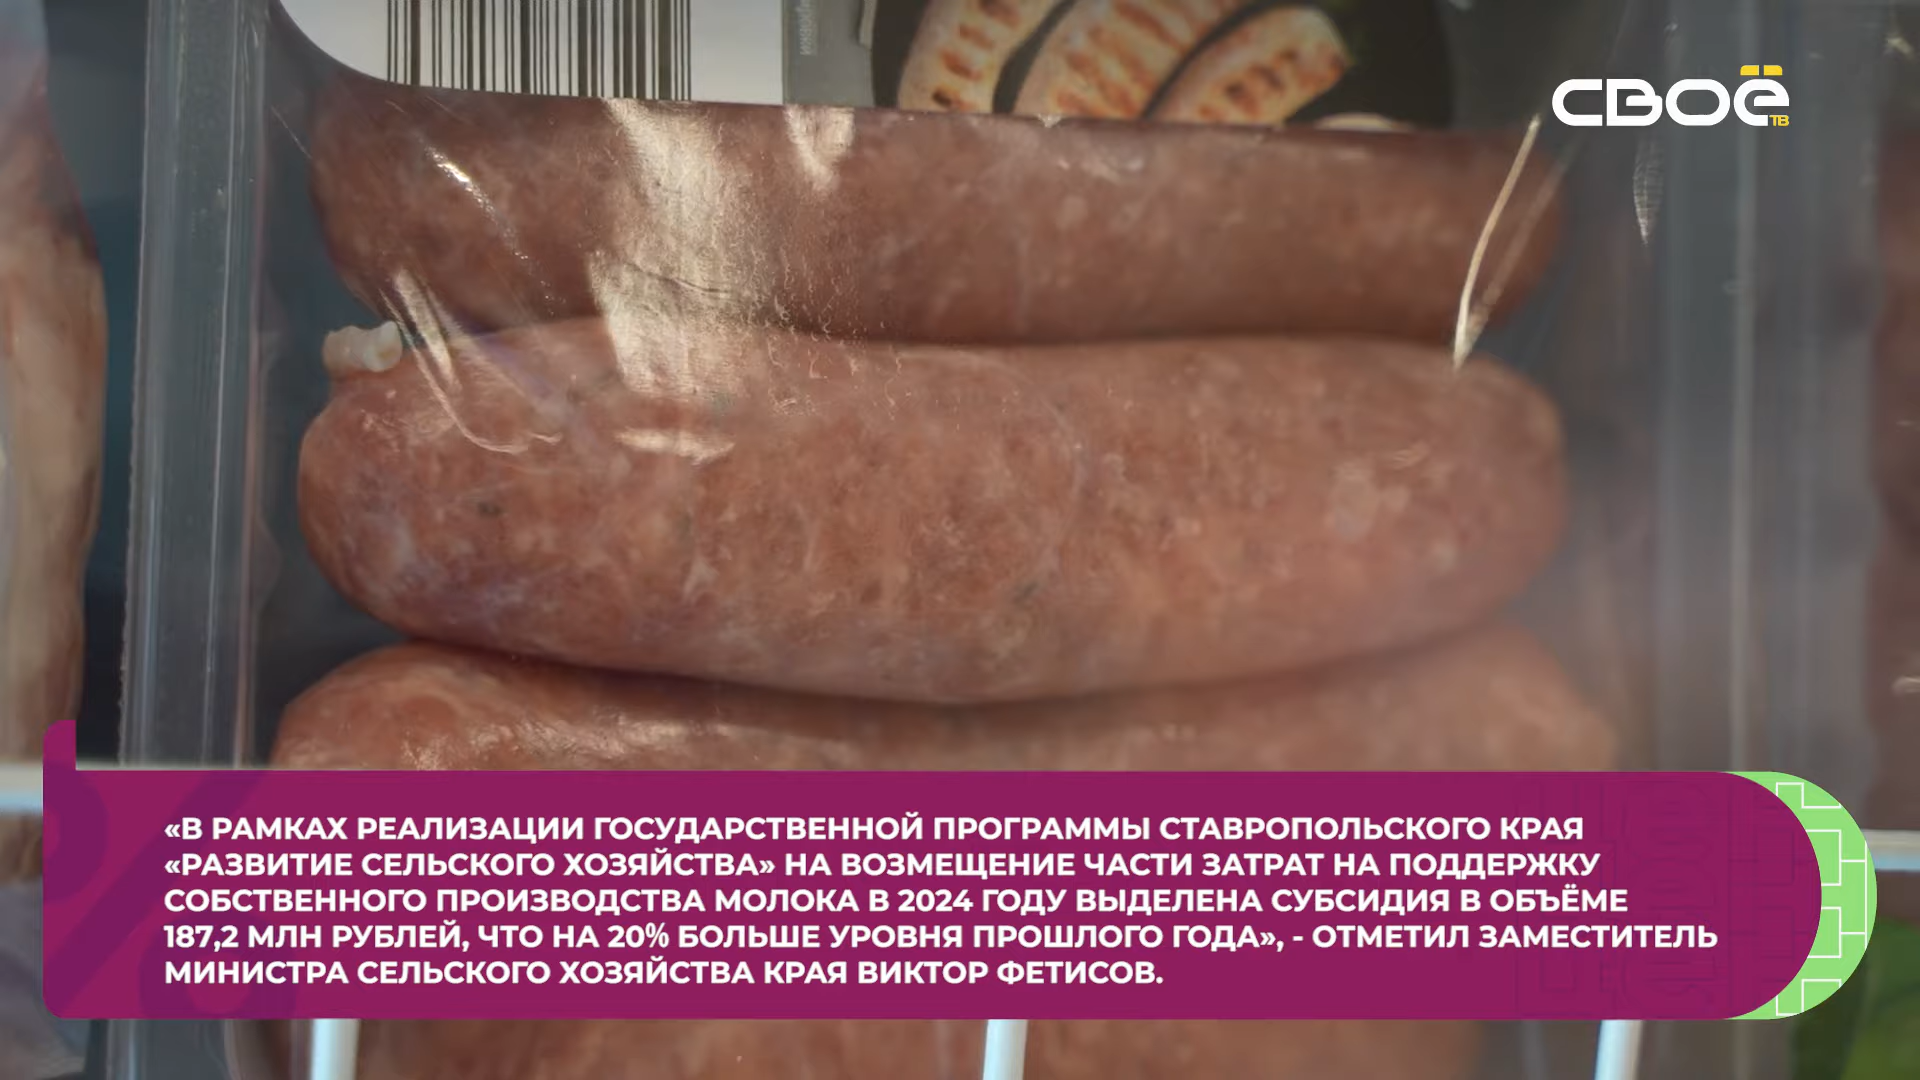 СВОЁ
ТВ
«В РАМКАХ РЕАЛИЗАЦИИ ГОСУДАРСТВЕННОЙ ПРОГРАММЫ СТАВРОПОЛЬСКОГО КРАЯ
«РАЗВИТИЕ СЕЛЬСКОГО ХОЗЯЙСТВА» НА ВОЗМЕЩЕНИЕ ЧАСТИ ЗАТРАТ НА ПОДДЕРЖКУ
СОБСТВЕННОГО ПРОИЗВОДСТВА МОЛОКА В 2024 ГОДУ ВЫДЕЛЕНА СУБСИДИЯ В ОБЪЁМЕ
187,2 МЛН РУБЛЕЙ, ЧТО НА 20% БОЛЬШЕ УРОВНЯ ПРОШЛОГО ГОДА», - ОТМЕТИЛ ЗАМЕСТИТЕЛЬ
МИНИСТРА СЕЛЬСКОГО ХОЗЯЙСТВА КРАЯ ВИКТОР ФЕТИСОВ.